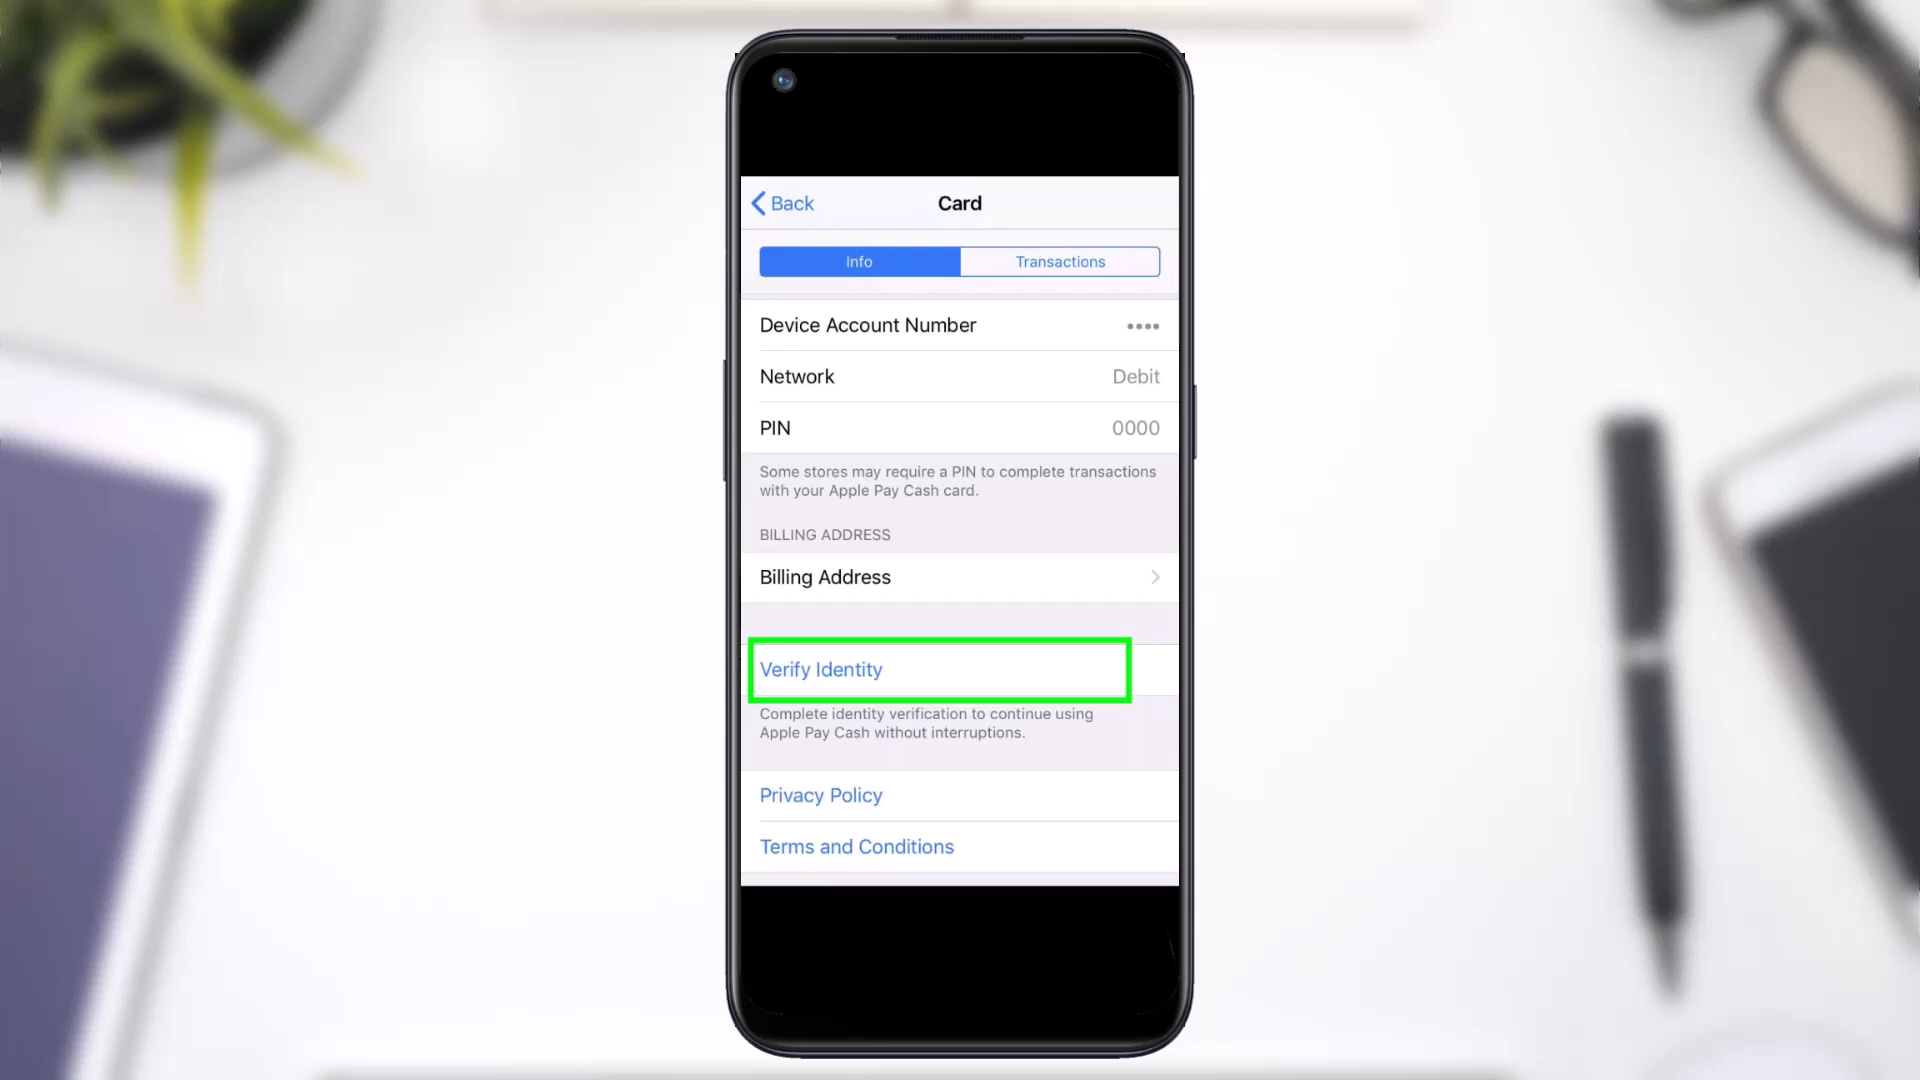 Back
Card
Info
Transactions
Device Account Number ••••
Network Debit
PIN 0000
Some stores may require a PIN to complete transactions
with your Apple Pay Cash card.
BILLING ADDRESS
Billing Address
Verify Identity
Complete identity verification to continue using
Apple Pay Cash without interruptions.
Privacy Policy
Terms and Conditions